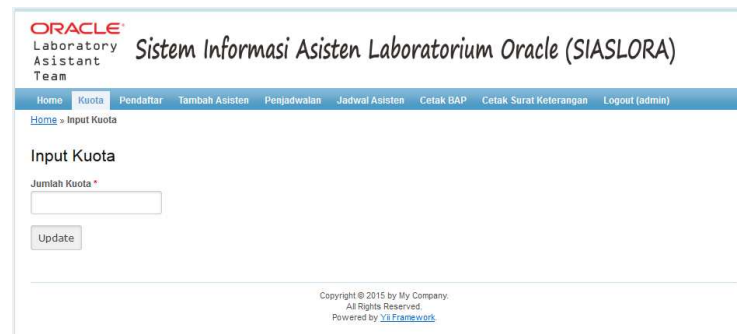 ORACLE
Laboratory
Asistant
Team
Sistem Informasi Asisten Laboratorium Oracle (SIASLORA)
Home Kuota Pendaftar Tambah Asisten Penjadwalan Jadwal Asisten Cetak BAP Cetak Surat Keterangan Logout (admin)
Home » Input Kuota
Input Kuota
Jumlah Kuota *
Update
Copyright © 2015 by My Company.
All Rights Reserved.
Powered by Yii Framework.